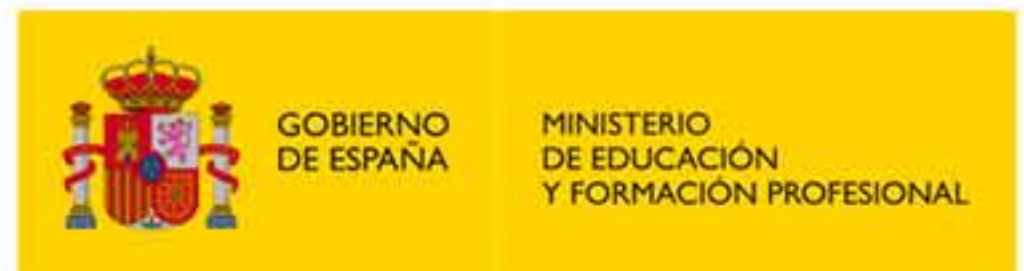 GOBIERNO
DE ESPAÑA
MINISTERIO
DE EDUCACIÓN
Y FORMACIÓN PROFESIONAL